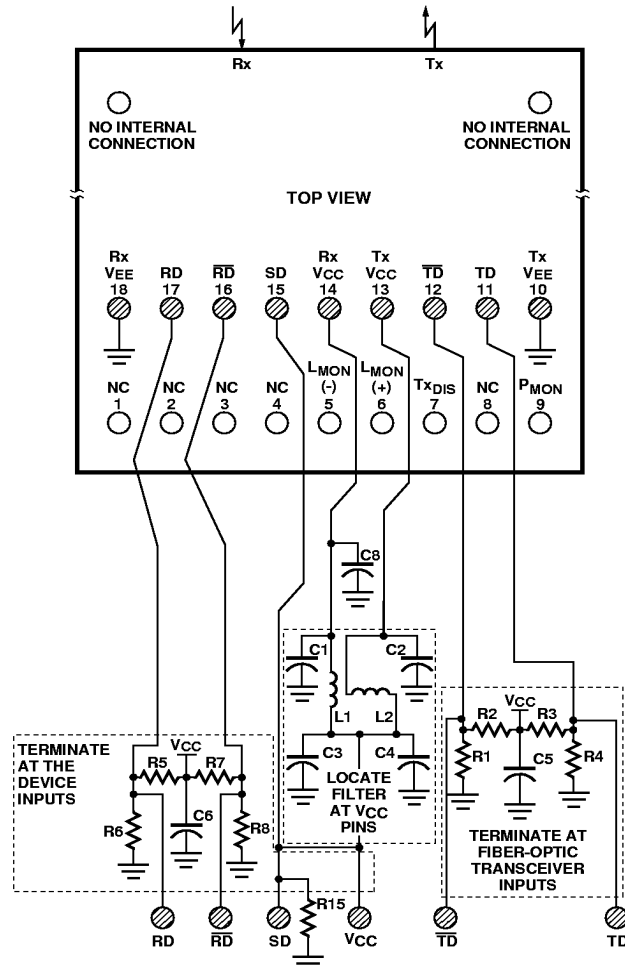 Rx Tx
NO INTERNAL
CONNECTION
NO INTERNAL
CONNECTION
TOP VIEW
Rx
VEE
18
RD
17
R̅D̅
16
SD
15
Rx
VCC
14
Tx
VCC
13
T̅D̅
12
TD
11
Tx
VEE
10
NC
1
NC
2
NC
3
NC
4
LMON
(-)
5
LMON
(+)
6
TxDIS
7
NC
8
PMON
9
C8
C1 C2
L1 L2
C3 C4
LOCATE
FILTER
AT VCC
PINS
TERMINATE
AT THE
DEVICE
INPUTS
VCC
R5 R7
R6 C6 R8
VCC
R2 R3
R1 C5 R4
TERMINATE AT
FIBER-OPTIC
TRANSCEIVER
INPUTS
R15
RD R̅D̅ SD VCC T̅D̅ TD